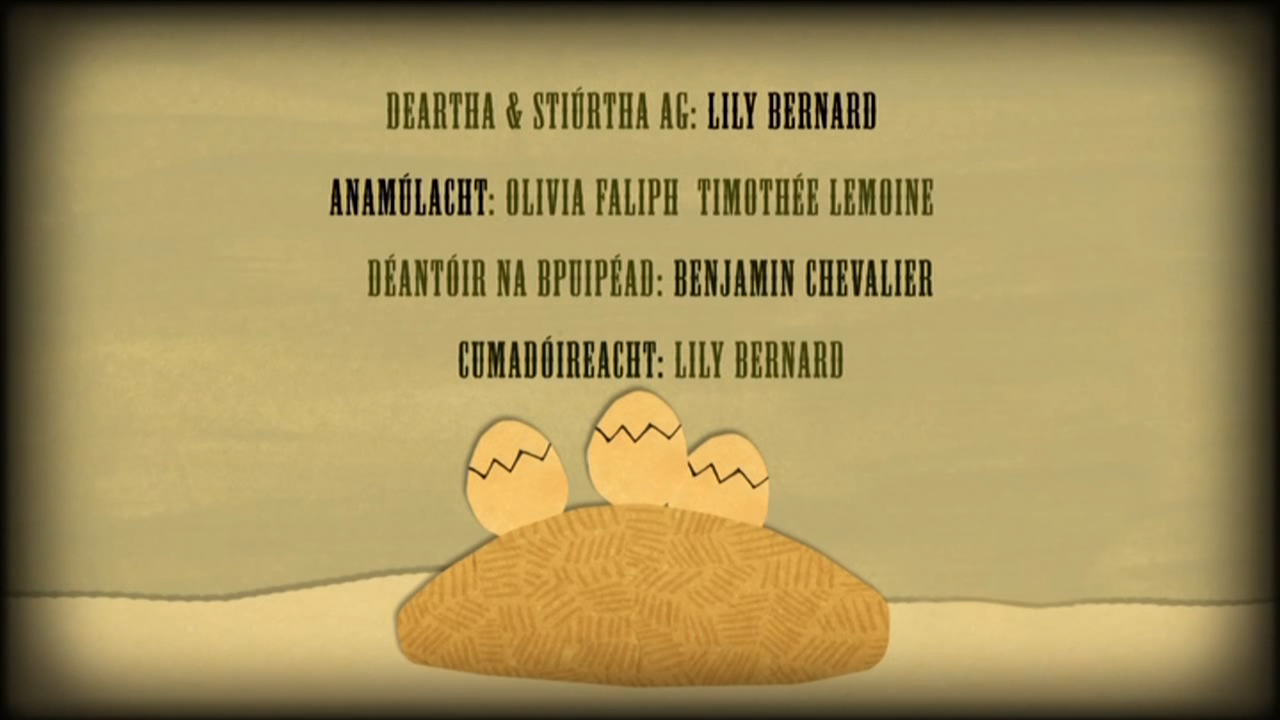 DEARTHA & STIÚRTHA AG: LILY BERNARD
ANAMÚLACHT: OLIVIA FALIPH TIMOTHÉE LEMOINE
DÉANTÓIR NA BPUIPÉAD: BENJAMIN CHEVALIER
CUMADÓIREACHT: LILY BERNARD